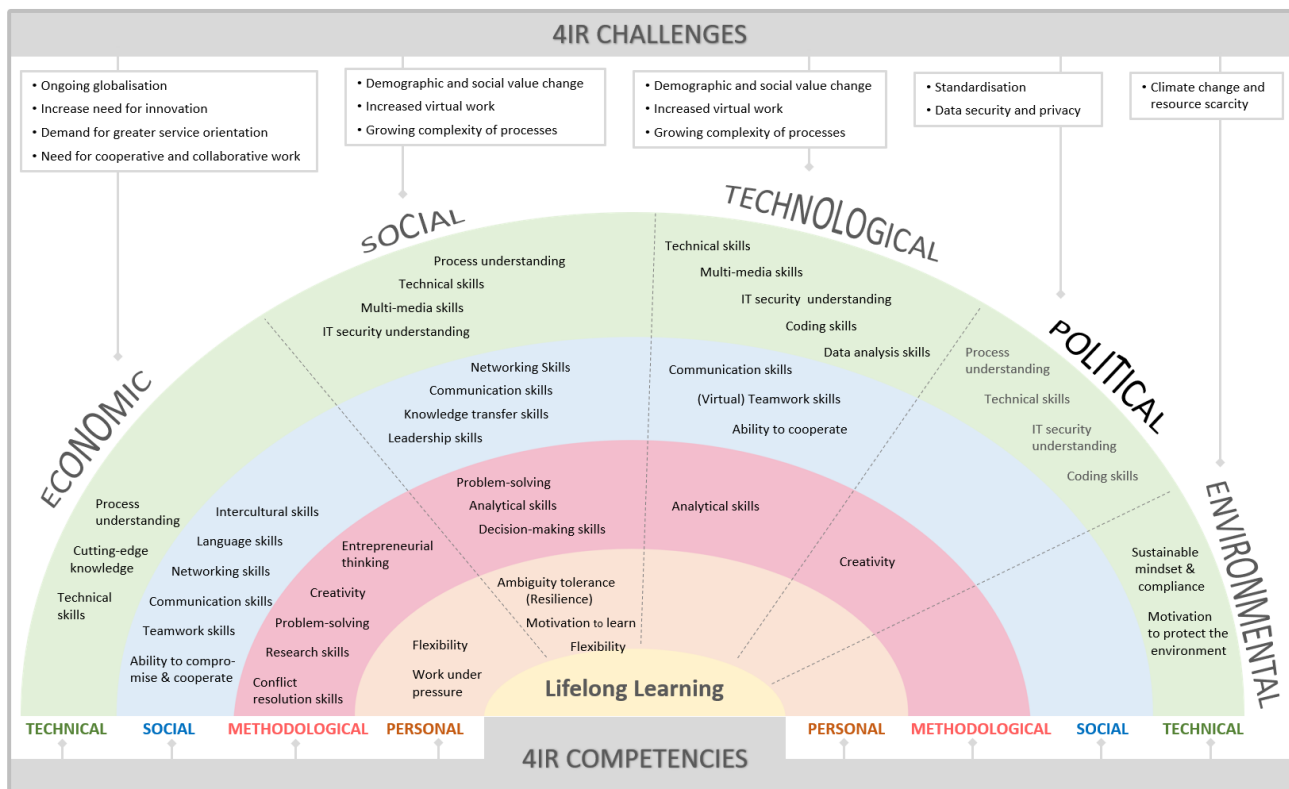 4IR CHALLENGES
• Ongoing globalisation
• Increase need for innovation
• Demand for greater service orientation
• Need for cooperative and collaborative work
• Demographic and social value change
• Increased virtual work
• Growing complexity of processes
• Demographic and social value change
• Increased virtual work
• Growing complexity of processes
• Standardisation
• Data security and privacy
• Climate change and
resource scarcity
ECONOMIC
SOCIAL
TECHNOLOGICAL
POLITICAL
ENVIRONMENTAL
Process
understanding
Cutting-edge
knowledge
Technical
skills
Intercultural skills
Language skills
Networking skills
Communication skills
Teamwork skills
Ability to compro-
mise & cooperate
Entrepreneurial
thinking
Creativity
Problem-solving
Research skills
Conflict
resolution skills
Flexibility
Work under
pressure
Process understanding
Technical skills
Multi-media skills
IT security understanding
Networking Skills
Communication skills
Knowledge transfer skills
Leadership skills
Problem-solving
Analytical skills
Decision-making skills
Ambiguity tolerance
(Resilience)
Motivation to learn
Flexibility
Technical skills
Multi-media skills
IT security understanding
Coding skills
Data analysis skills
Communication skills
(Virtual) Teamwork skills
Ability to cooperate
Analytical skills
Creativity
Process
understanding
Technical skills
IT security
understanding
Coding skills
Sustainable
mindset &
compliance
Motivation
to protect the
environment
Lifelong Learning
TECHNICAL
SOCIAL
METHODOLOGICAL
PERSONAL
PERSONAL
METHODOLOGICAL
SOCIAL
TECHNICAL
4IR COMPETENCIES